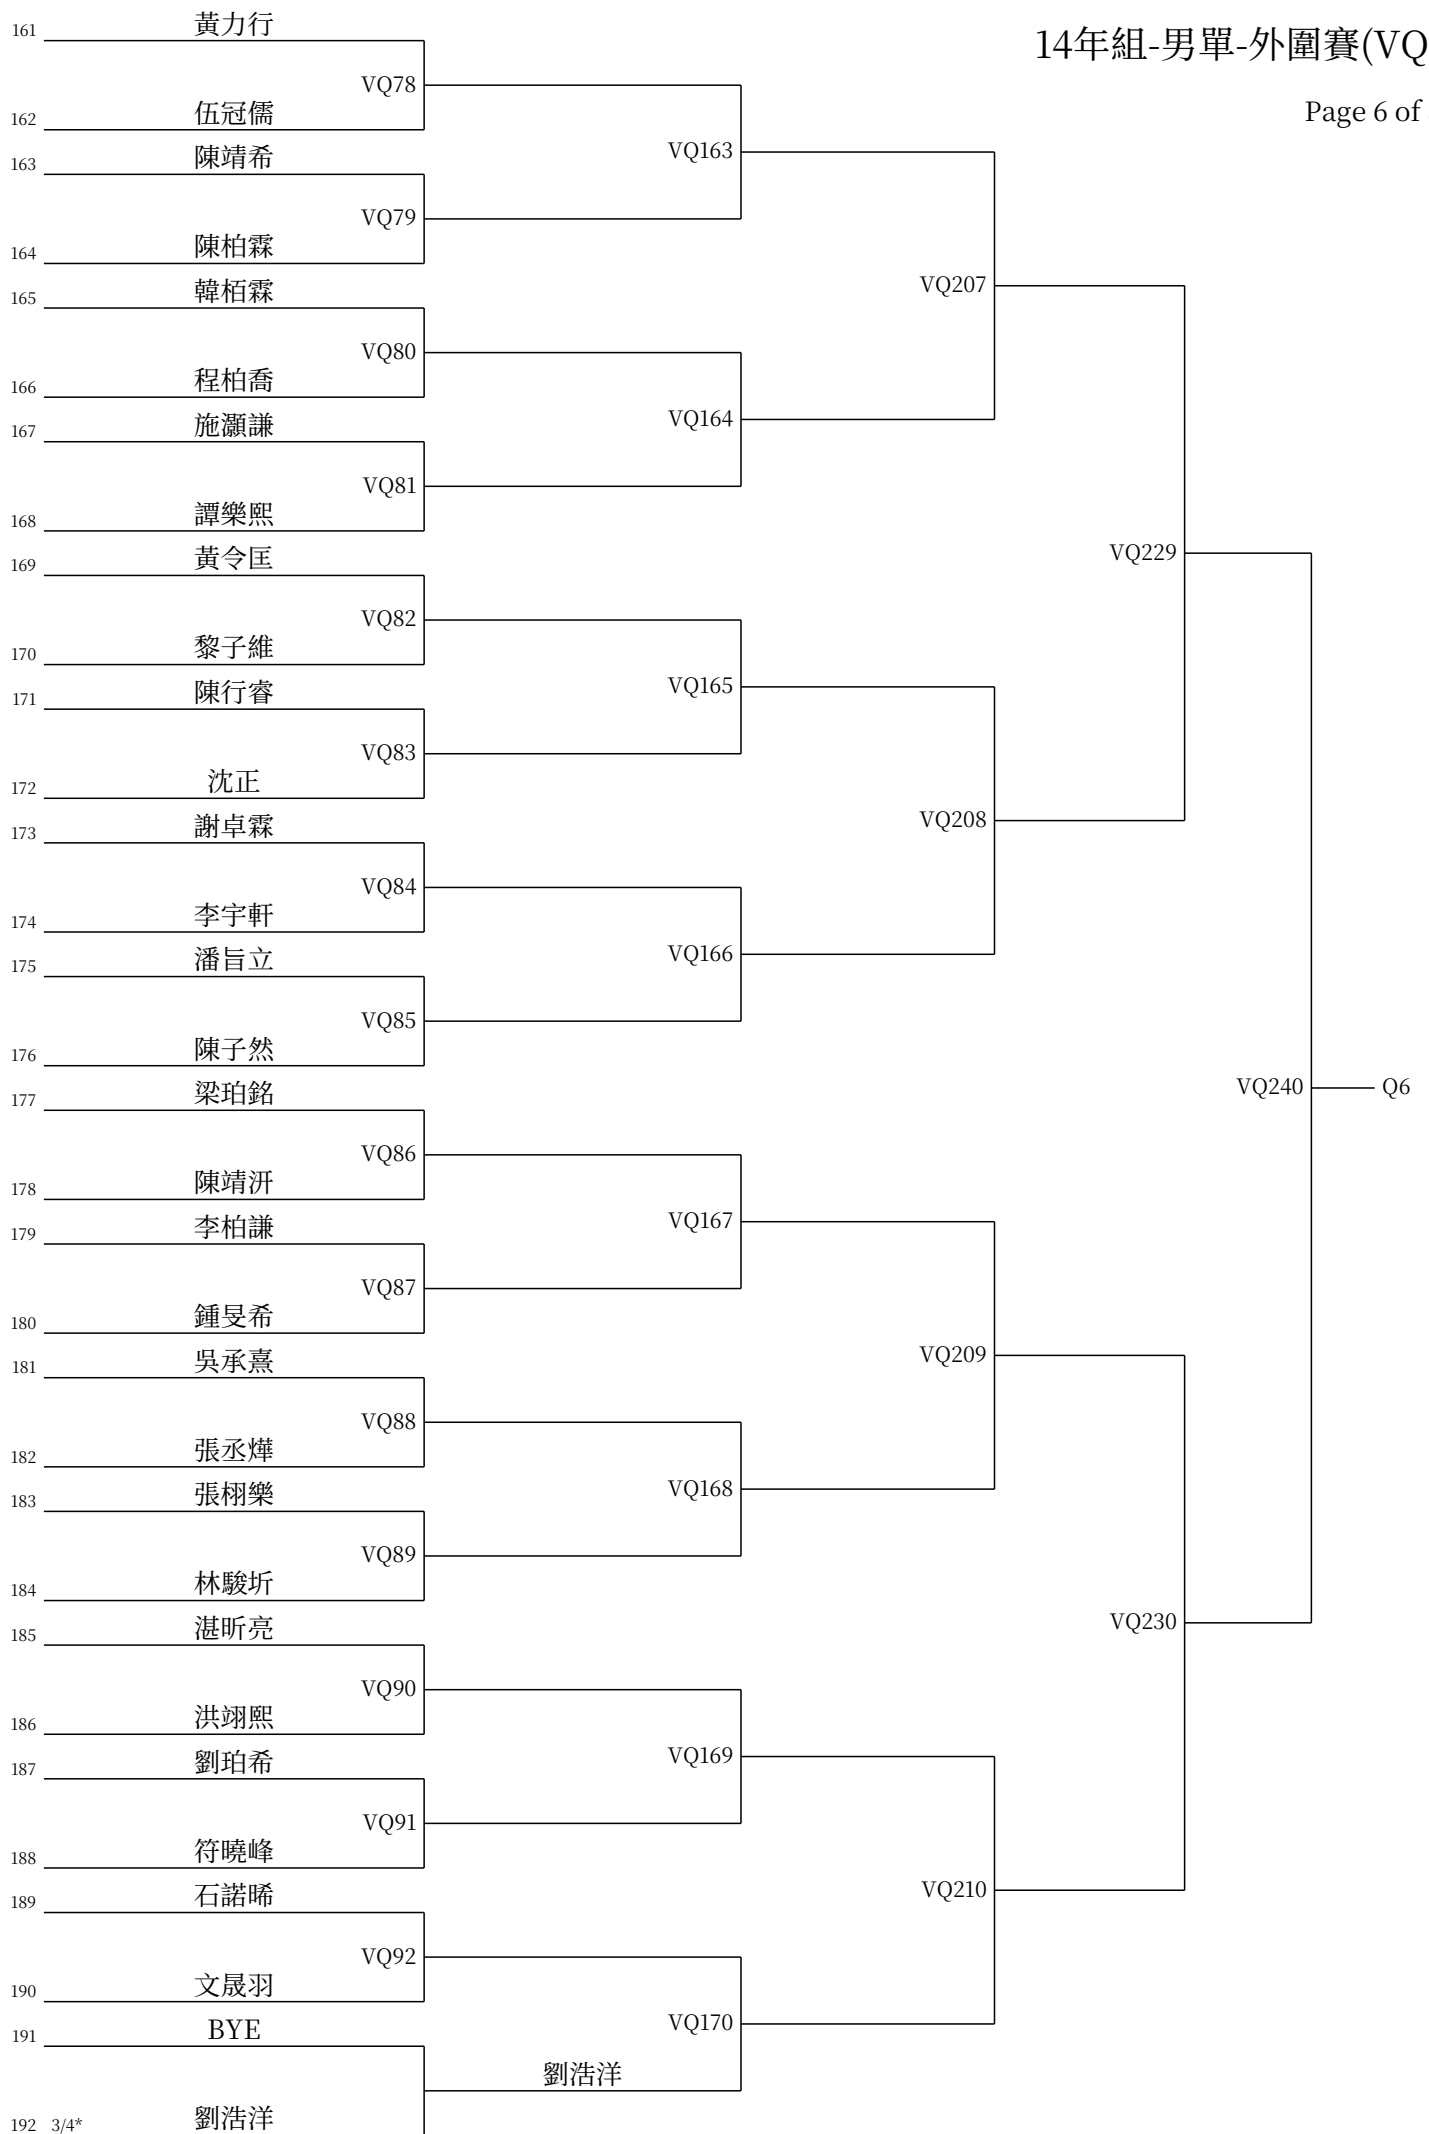 14年組-男單-外圍賽(VQ
Page 6 of
161 黃力行
VQ78
162 伍冠儒
VQ163
163 陳靖希
VQ79
164 陳柏霖
VQ207
165 韓栢霖
VQ80
166 程柏喬
VQ164
167 施灝謙
VQ81
168 譚樂熙
VQ229
169 黃令匡
VQ82
170 黎子維
VQ165
171 陳行睿
VQ83
172 沈正
VQ208
173 謝卓霖
VQ84
174 李宇軒
VQ166
175 潘旨立
VQ85
176 陳子然
VQ240 Q6
177 梁珀銘
VQ86
178 陳靖汧
VQ167
179 李柏謙
VQ87
180 鍾旻希
VQ209
181 吳承熹
VQ88
182 張丞燁
VQ168
183 張栩樂
VQ89
184 林駿圻
VQ230
185 湛昕亮
VQ90
186 洪翊熙
VQ169
187 劉珀希
VQ91
188 符曉峰
VQ210
189 石諾晞
VQ92
190 文晟羽
VQ170
191 BYE
劉浩洋
192 3/4* 劉浩洋